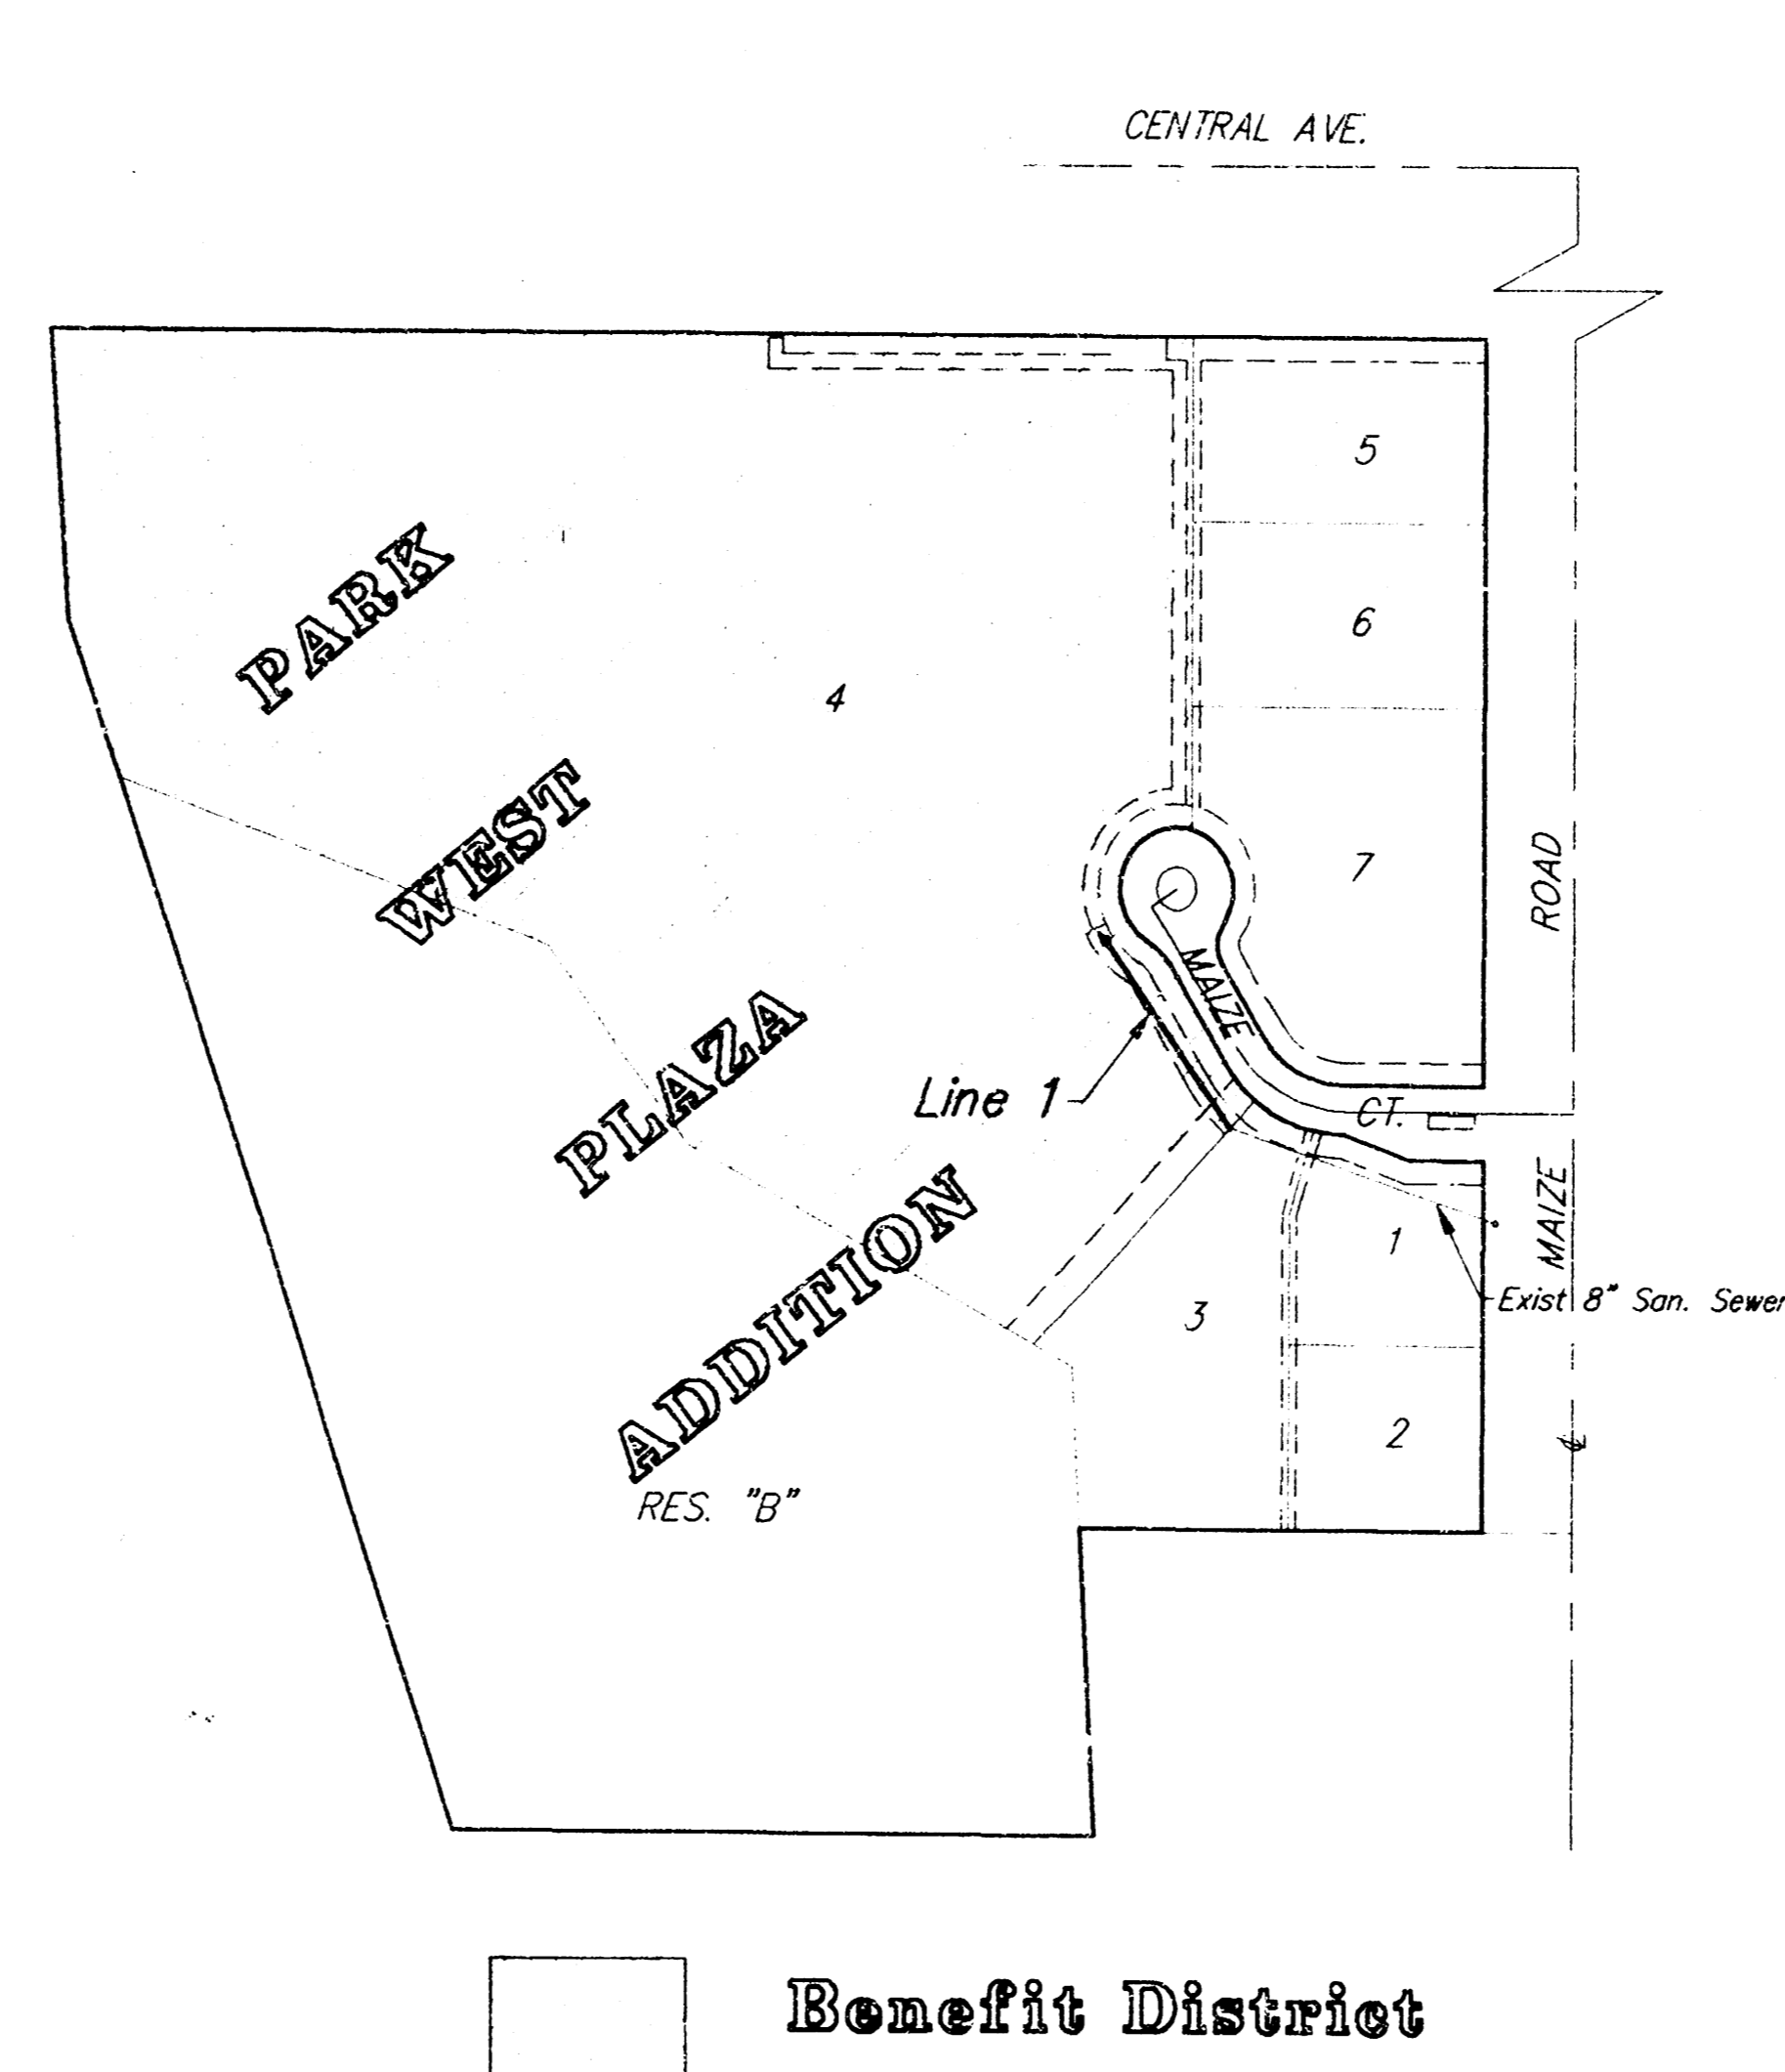 CENTRAL AVE.
5
PARK
6
4
WEST
7
ROAD
MAIZE
PLAZA
Line 1
CT.
MAIZE
ADDITION
1
Exist 8" San. Sewer
3
2
RES. "B"
Benefit District